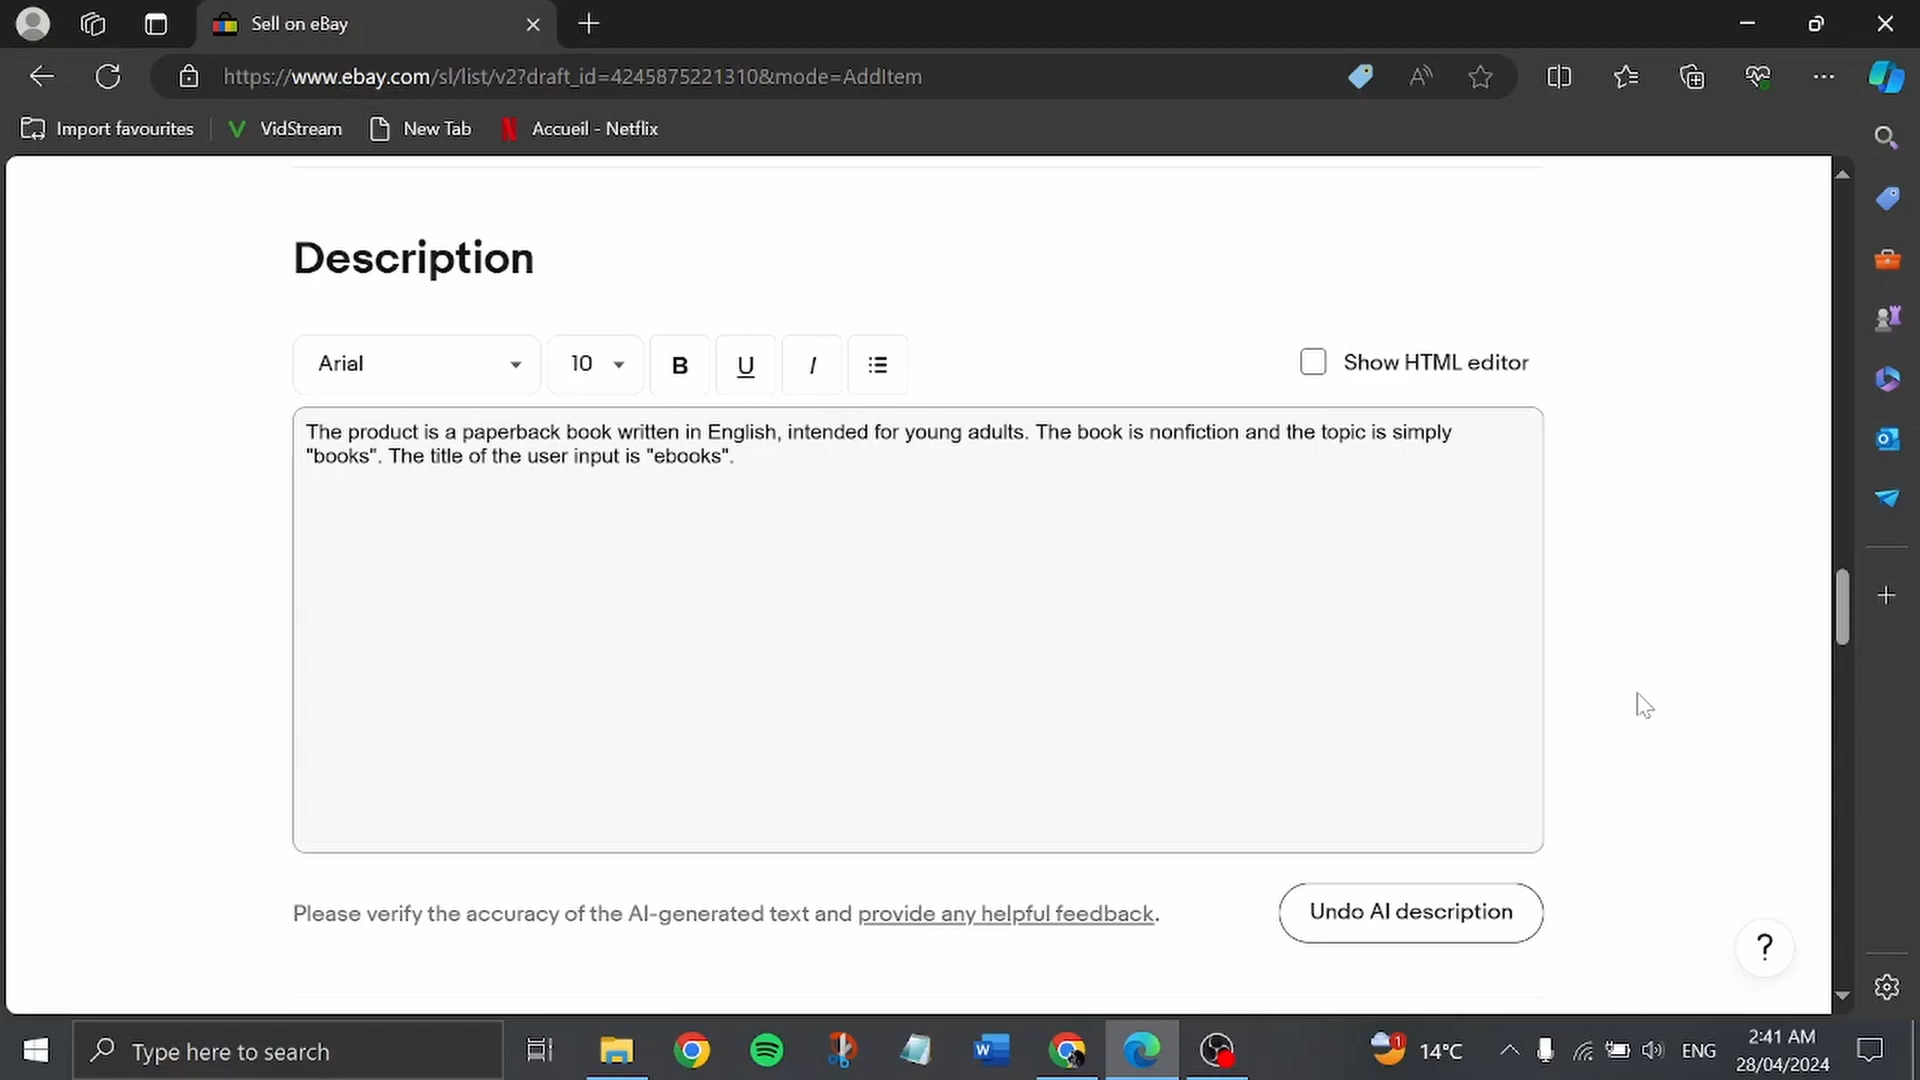 Sell on eBay
https://www.ebay.com/sl/list/v2?draft_id=4245875221310&mode=AddItem
Import favourites
VidStream
New Tab
Accueil - Netflix
Description
Arial
10
B
U
I
Show HTML editor
The product is a paperback book written in English, intended for young adults. The book is nonfiction and the topic is simply
"books". The title of the user input is "ebooks".
Please verify the accuracy of the AI-generated text and provide any helpful feedback.
Undo AI description
?
Type here to search
1
14°C
ENG
2:41 AM
28/04/2024